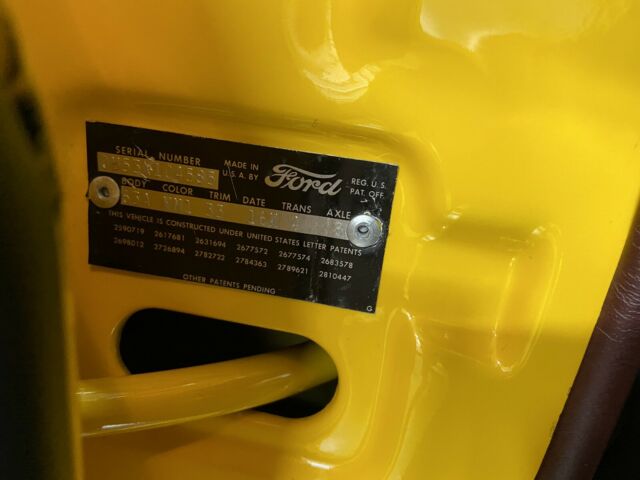 SERIAL NUMBER
MADE IN
U.S.A. BY
Ford
REG. U.S.
PAT. OFF.
BODY COLOR TRIM DATE TRANS AXLE
THIS VEHICLE IS CONSTRUCTED UNDER UNITED STATES LETTER PATENTS
2590719 2617681 2631694 2677572 2677574 2683578
2698012 2726894 2782722 2784363 2789621 2810447
OTHER PATENTS PENDING
G